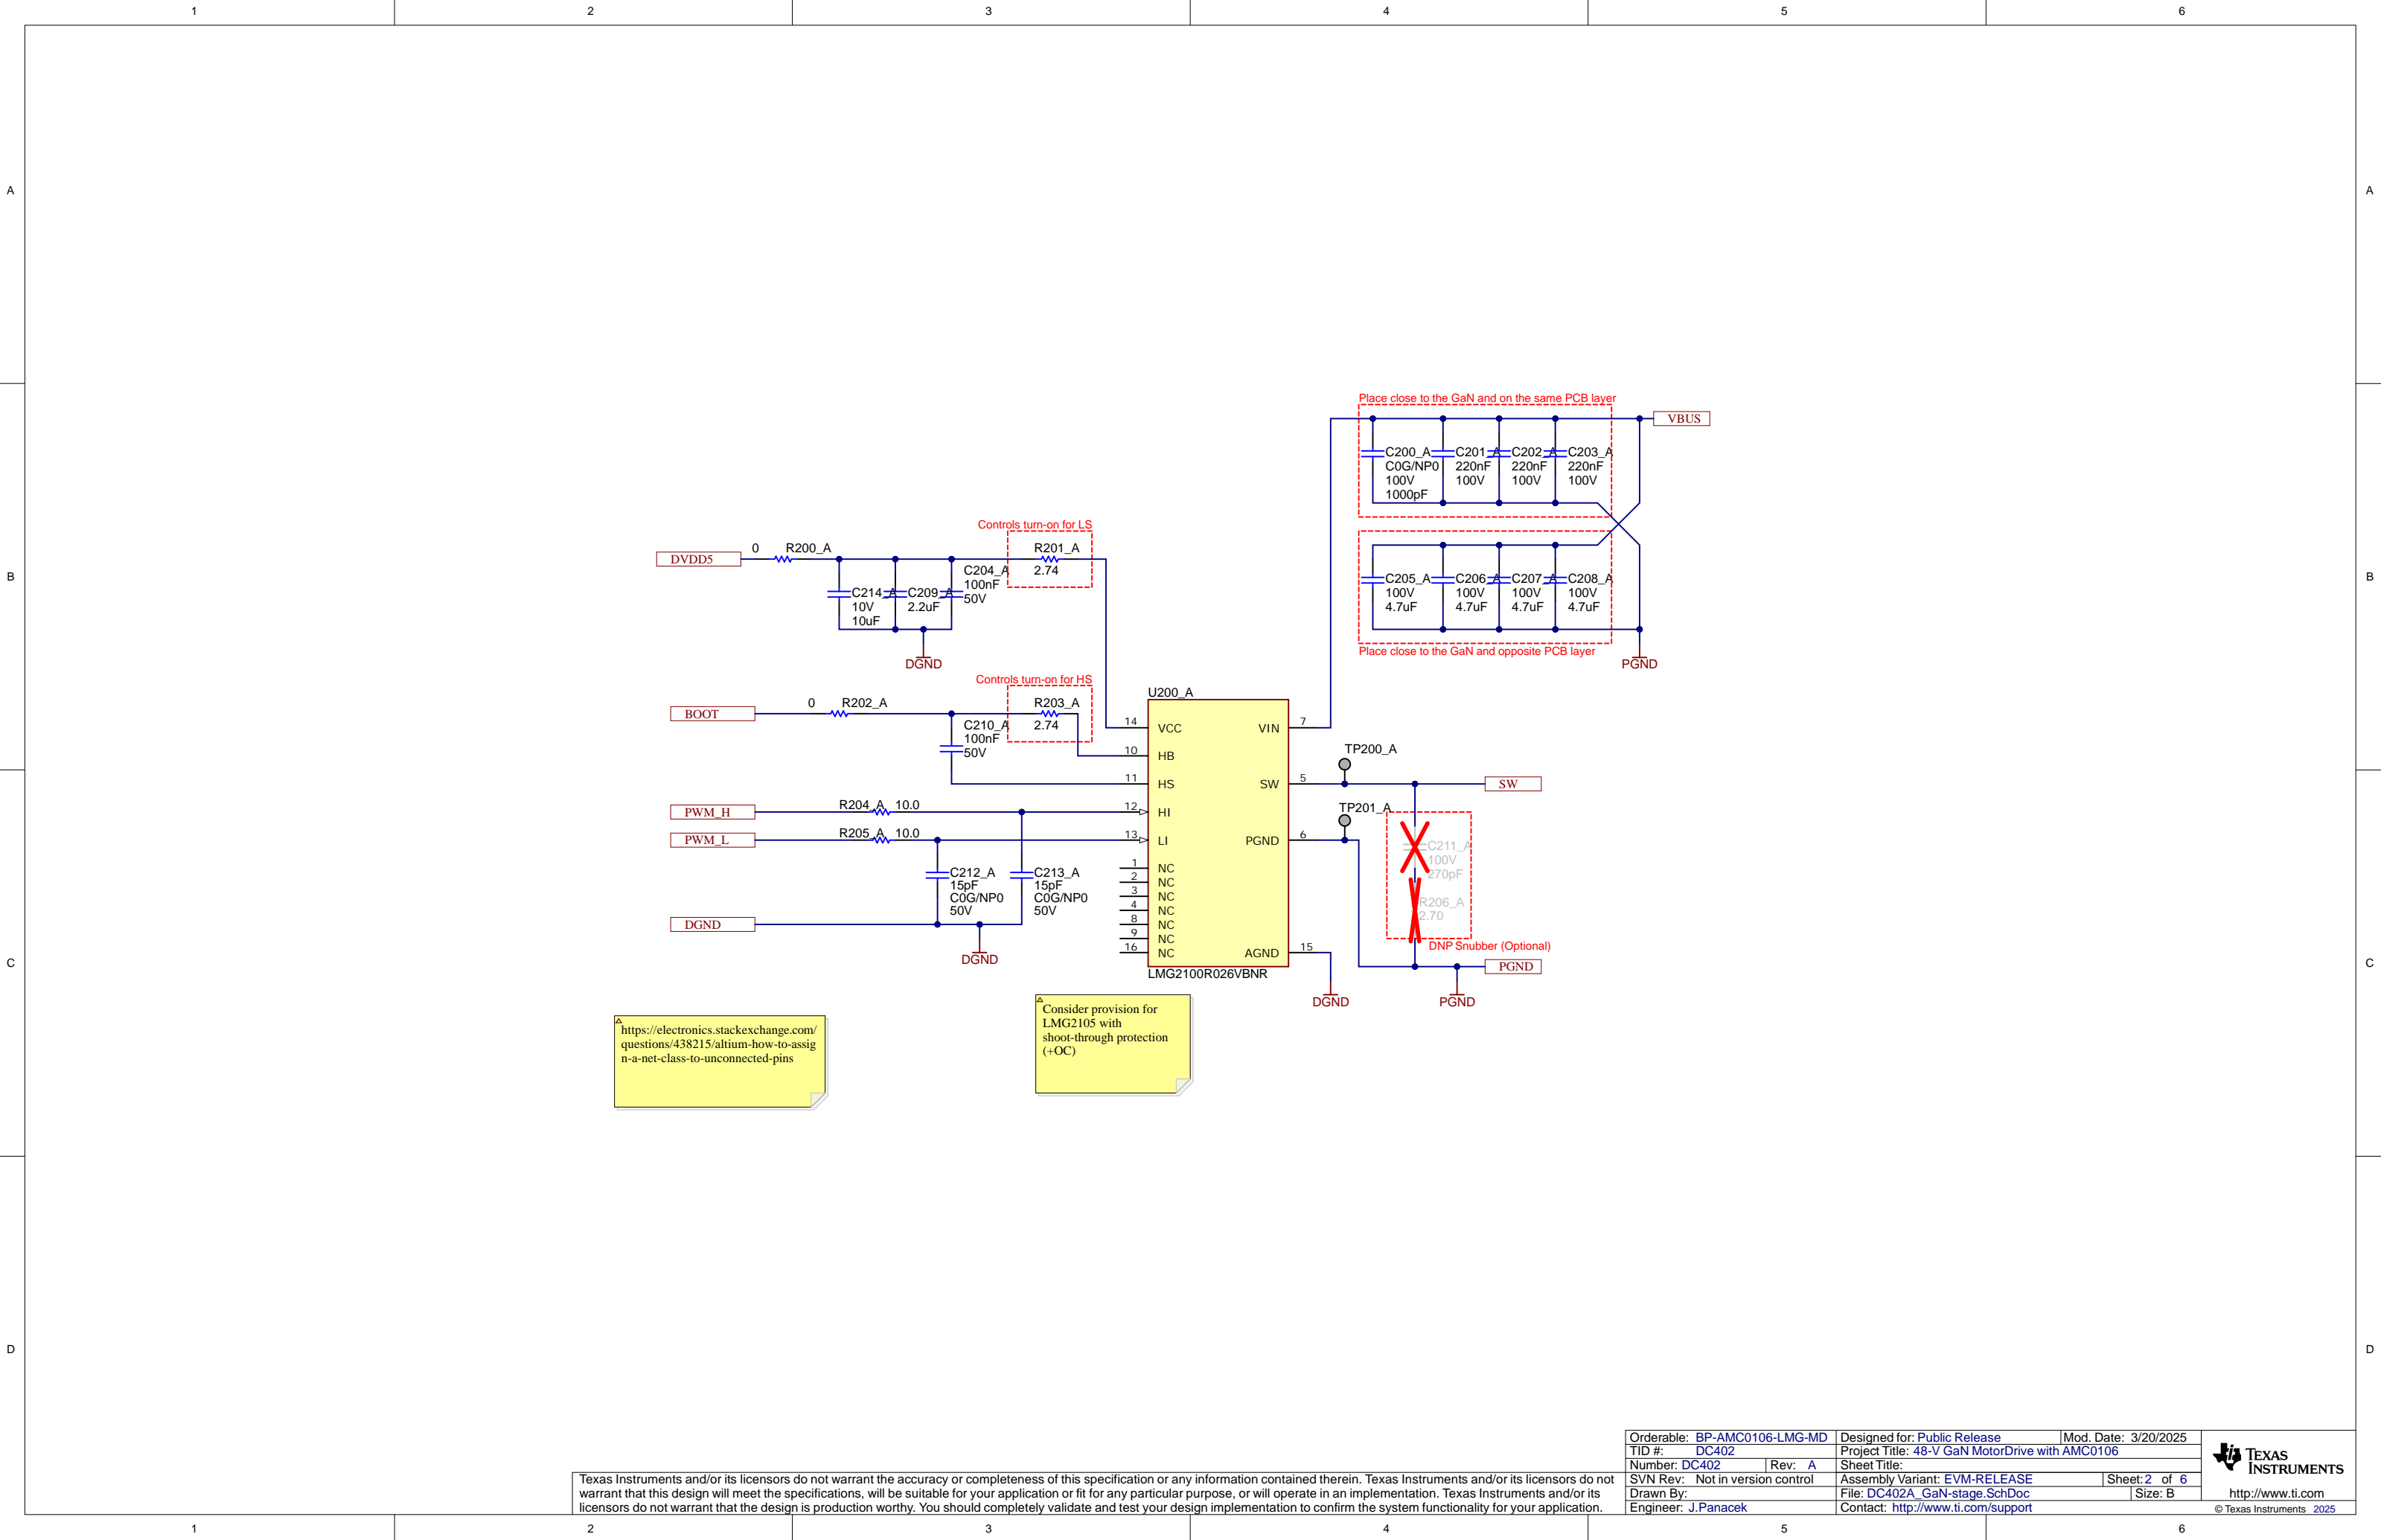 1 2 3 4 5 6
A
A
B
B
C
C
D
D
Place close to the GaN and on the same PCB layer
VBUS
C200_A
C0G/NP0
100V
1000pF
C201_A
220nF
100V
C202_A
220nF
100V
C203_A
220nF
100V
C205_A
100V
4.7uF
C206_A
100V
4.7uF
C207_A
100V
4.7uF
C208_A
100V
4.7uF
Place close to the GaN and opposite PCB layer
PGND
Controls turn-on for LS
DVDD5
0
R200_A
R201_A
2.74
C214_A
10V
10uF
C209_A
2.2uF
C204_A
100nF
50V
DGND
Controls turn-on for HS
BOOT
0
R202_A
R203_A
2.74
C210_A
100nF
50V
PWM_H
R204_A 10.0
PWM_L
R205_A 10.0
C212_A
15pF
C0G/NP0
50V
C213_A
15pF
C0G/NP0
50V
DGND
DGND
U200_A
14 VCC
10 HB
11 HS
12 HI
13 LI
1 NC
2 NC
3 NC
4 NC
8 NC
9 NC
16 NC
VIN 7
SW 5
PGND 6
AGND 15
LMG2100R026VBNR
TP200_A
SW
TP201_A
C211_A
100V
270pF
R206_A
2.70
DNP Snubber (Optional)
PGND
DGND
PGND
https://electronics.stackexchange.com/
questions/438215/altium-how-to-assig
n-a-net-class-to-unconnected-pins
Consider provision for
LMG2105 with
shoot-through protection
(+OC)
Texas Instruments and/or its licensors do not warrant the accuracy or completeness of this specification or any information contained therein. Texas Instruments and/or its licensors do not
warrant that this design will meet the specifications, will be suitable for your application or fit for any particular purpose, or will operate in an implementation. Texas Instruments and/or its
licensors do not warrant that the design is production worthy. You should completely validate and test your design implementation to confirm the system functionality for your application.
Orderable: BP-AMC0106-LMG-MD Designed for: Public Release Mod. Date: 3/20/2025
TID #: DC402 Project Title: 48-V GaN MotorDrive with AMC0106
Number: DC402 Rev: A Sheet Title:
SVN Rev: Not in version control Assembly Variant: EVM-RELEASE Sheet: 2 of 6
Drawn By: File: DC402A_GaN-stage.SchDoc Size: B
Engineer: J.Panacek Contact: http://www.ti.com/support
TEXAS
INSTRUMENTS
http://www.ti.com
© Texas Instruments 2025
1 2 3 4 5 6